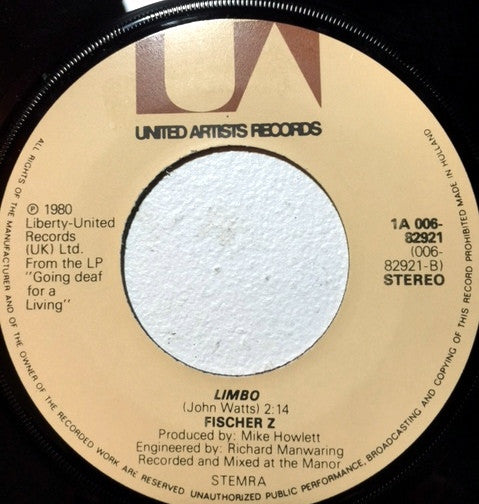 UA
UNITED ARTISTS RECORDS
℗ 1980
Liberty-United
Records
(UK) Ltd.
From the LP
"Going deaf
for a
Living"
1A 006-
82921
(006-
82921-B)
STEREO
LIMBO
(John Watts) 2:14
FISCHER Z
Produced by: Mike Howlett
Engineered by: Richard Manwaring
Recorded and Mixed at the Manor
STEMRA
ALL RIGHTS OF THE MANUFACTURER AND OF THE OWNER OF THE RECORDED WORK ARE RESERVED UNAUTHORIZED PUBLIC PERFORMANCE, BROADCASTING AND COPYING OF THIS RECORD PROHIBITED MADE IN HOLLAND